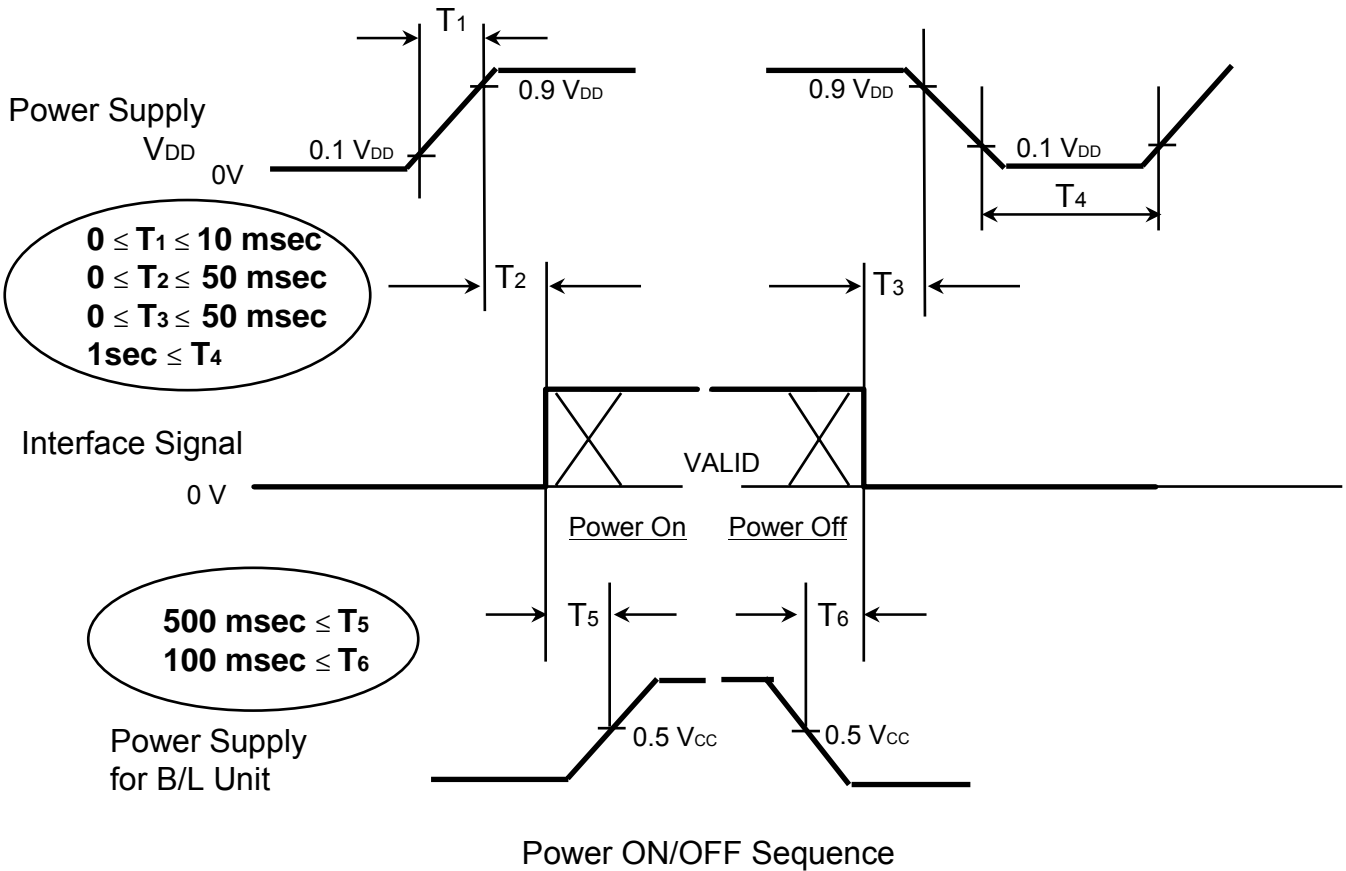 T1
0.9 VDD
0.9 VDD
Power Supply
VDD
0.1 VDD
0V
0.1 VDD
T4
0 ≤ T1 ≤ 10 msec
0 ≤ T2 ≤ 50 msec
0 ≤ T3 ≤ 50 msec
1sec ≤ T4
T2
T3
Interface Signal
0 V
VALID
Power On
Power Off
500 msec ≤ T5
100 msec ≤ T6
T5
T6
0.5 VCC
0.5 VCC
Power Supply
for B/L Unit
Power ON/OFF Sequence